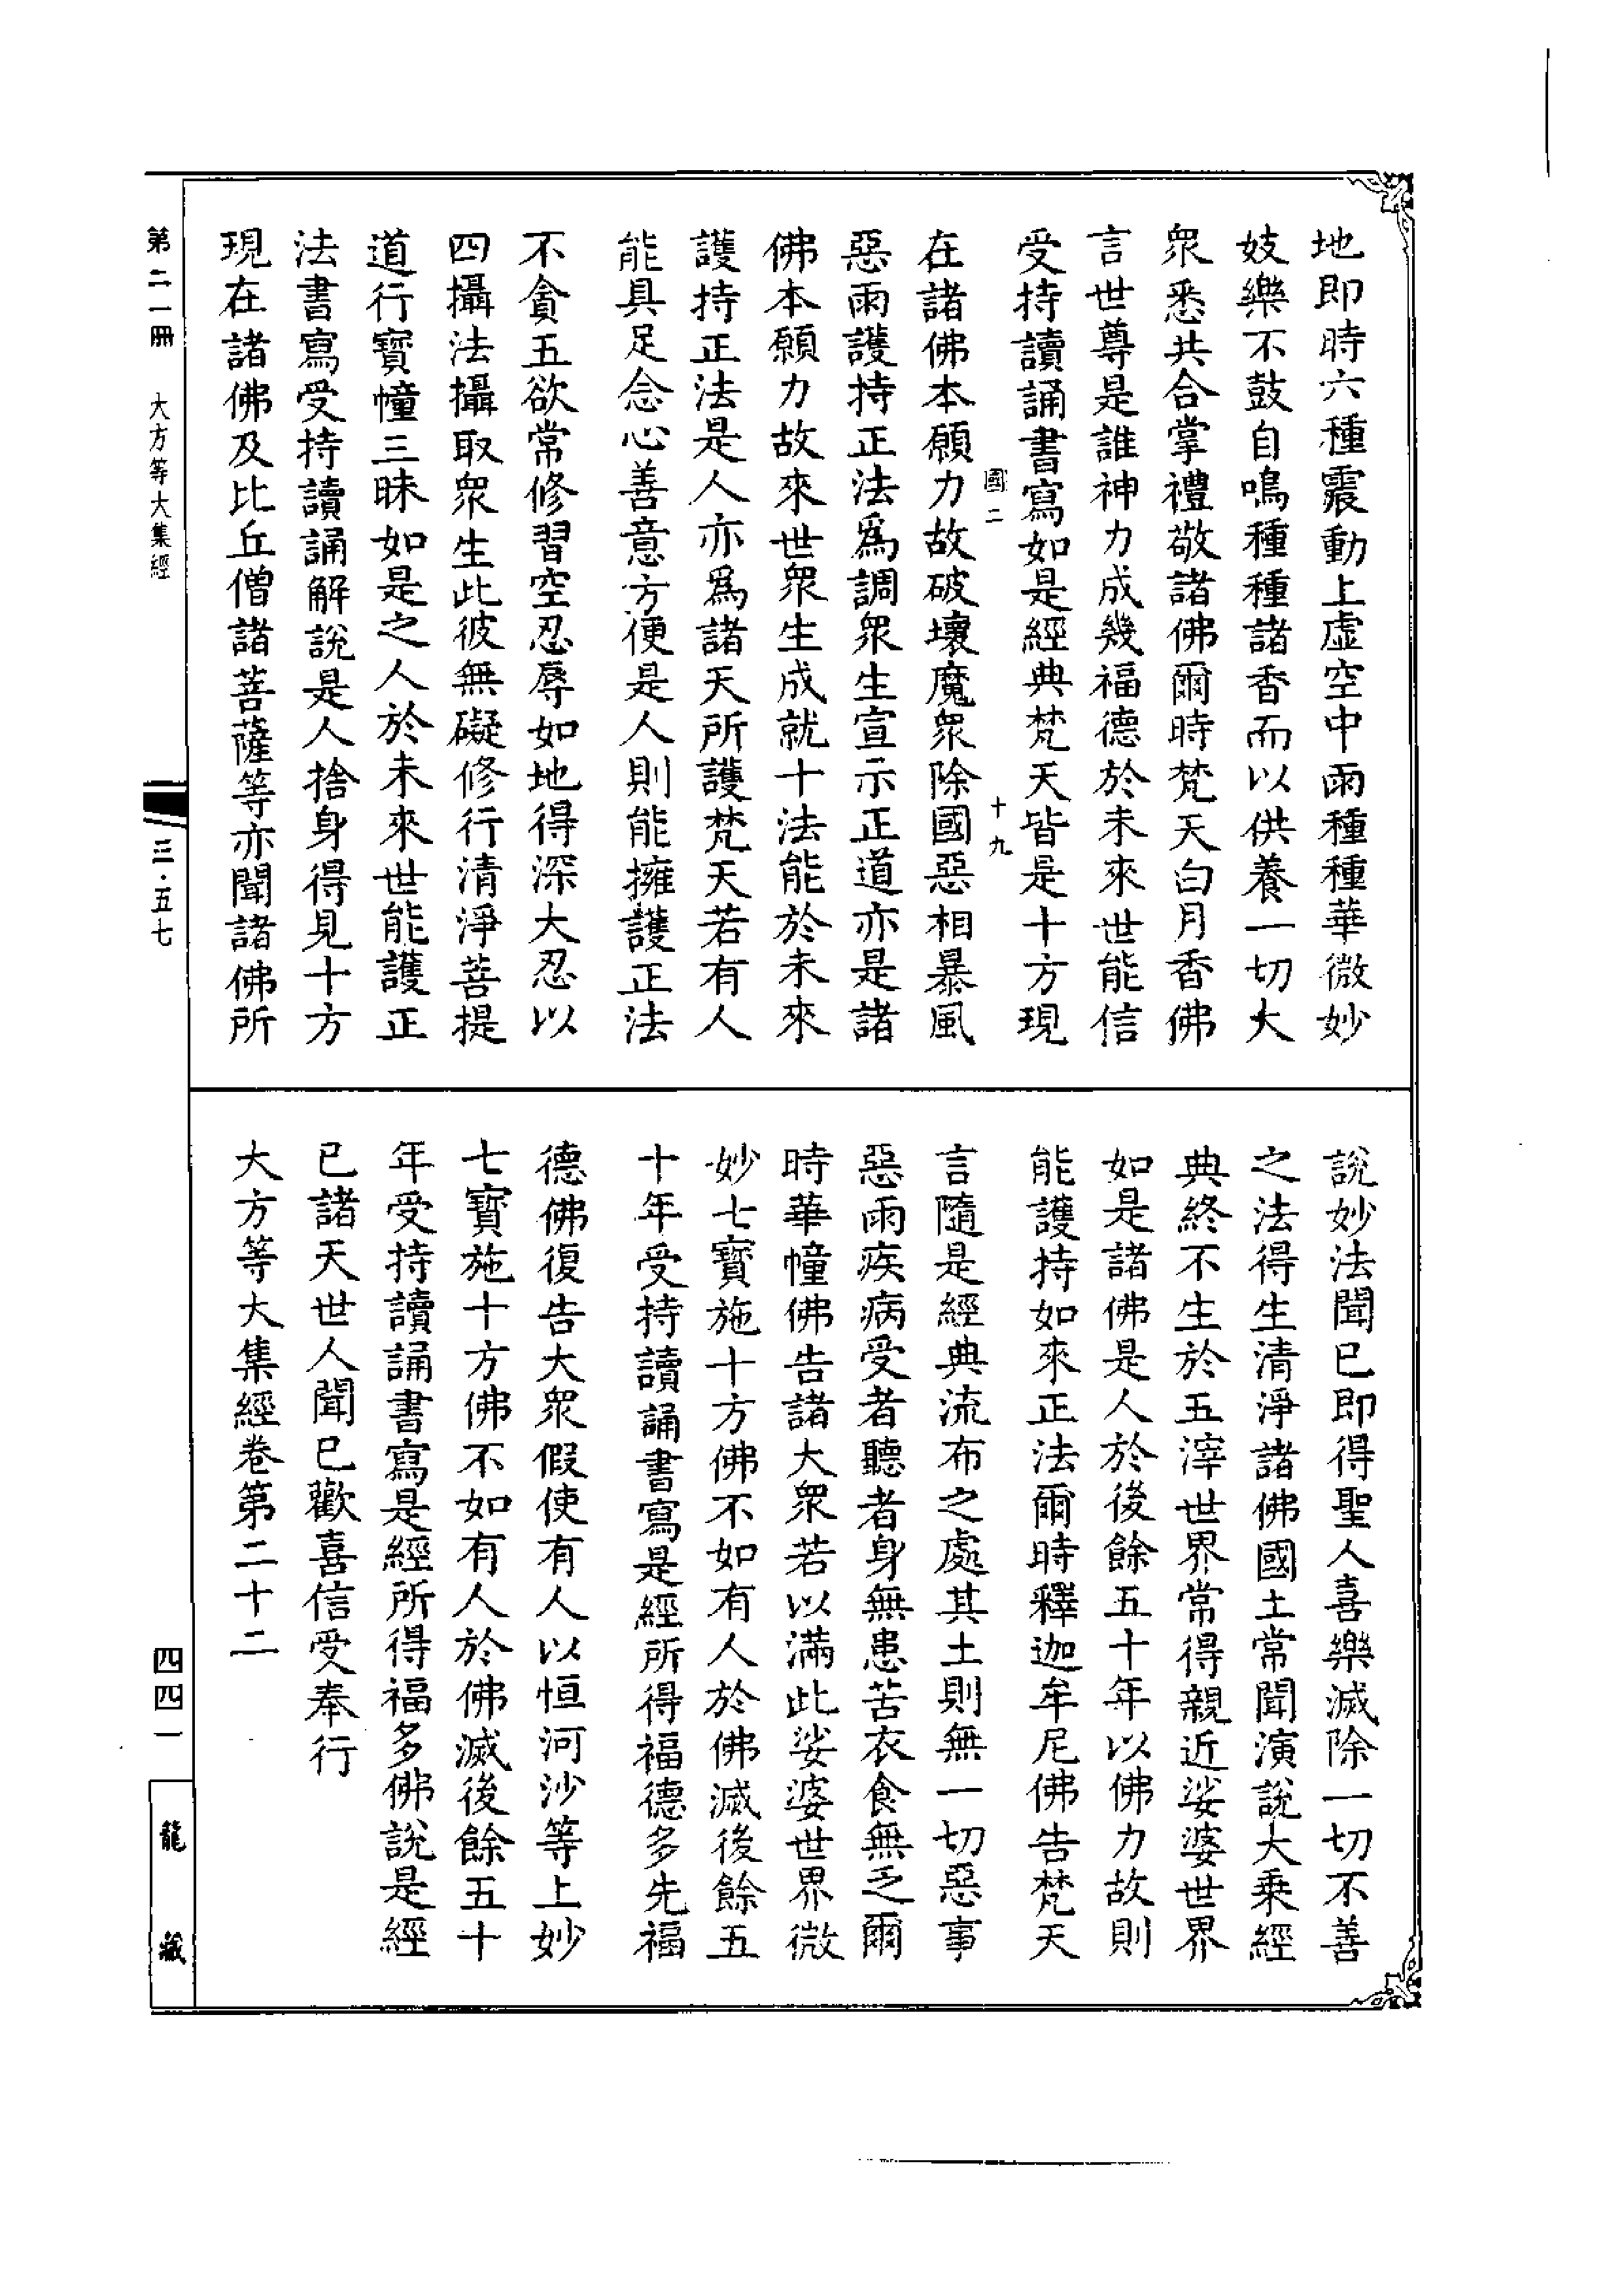 地即時六種震動上虛空中雨種種華微妙
妓樂不鼓自鳴種種諸香而以供養一切大
眾悉共合掌禮敬諸佛爾時梵天白月香佛
言世尊是誰神力成幾福德於未來世能信
受持讀誦書寫如是經典梵天皆是十方現
國二 十九
在諸佛本願力故破壞魔眾除國惡相暴風
惡雨護持正法為調眾生宣示正道亦是諸
佛本願力故來世眾生成就十法能於未來
護持正法是人亦為諸天所護梵天若有人
能具足念心善意方便是人則能擁護正法
不貪五欲常修習空忍辱如地得深大忍以
四攝法攝取眾生此彼無礙修行清淨菩提
道行寶幢三昧如是之人於未來世能護正
法書寫受持讀誦解說是人捨身得見十方
現在諸佛及比丘僧諸菩薩等亦聞諸佛所
說妙法聞已即得聖人喜樂滅除一切不善
之法得生清淨諸佛國土常聞演說大乘經
典終不生於五滓世界常得親近娑婆世界
如是諸佛是人於後餘五十年以佛力故則
能護持如來正法爾時釋迦牟尼佛告梵天
言隨是經典流布之處其土則無一切惡事
惡雨疾病受者聽者身無患苦衣食無乏爾
時華幢佛告諸大眾若以滿此娑婆世界微
妙七寶施十方佛不如有人於佛滅後餘五
十年受持讀誦書寫是經所得福德多先福
德佛復告大眾假使有人以恒河沙等上妙
七寶施十方佛不如有人於佛滅後餘五十
年受持讀誦書寫是經所得福多佛說是經
已諸天世人聞已歡喜信受奉行
大方等大集經卷第二十二
第二一冊 大方等大集經
三·五七
四四一
龍藏